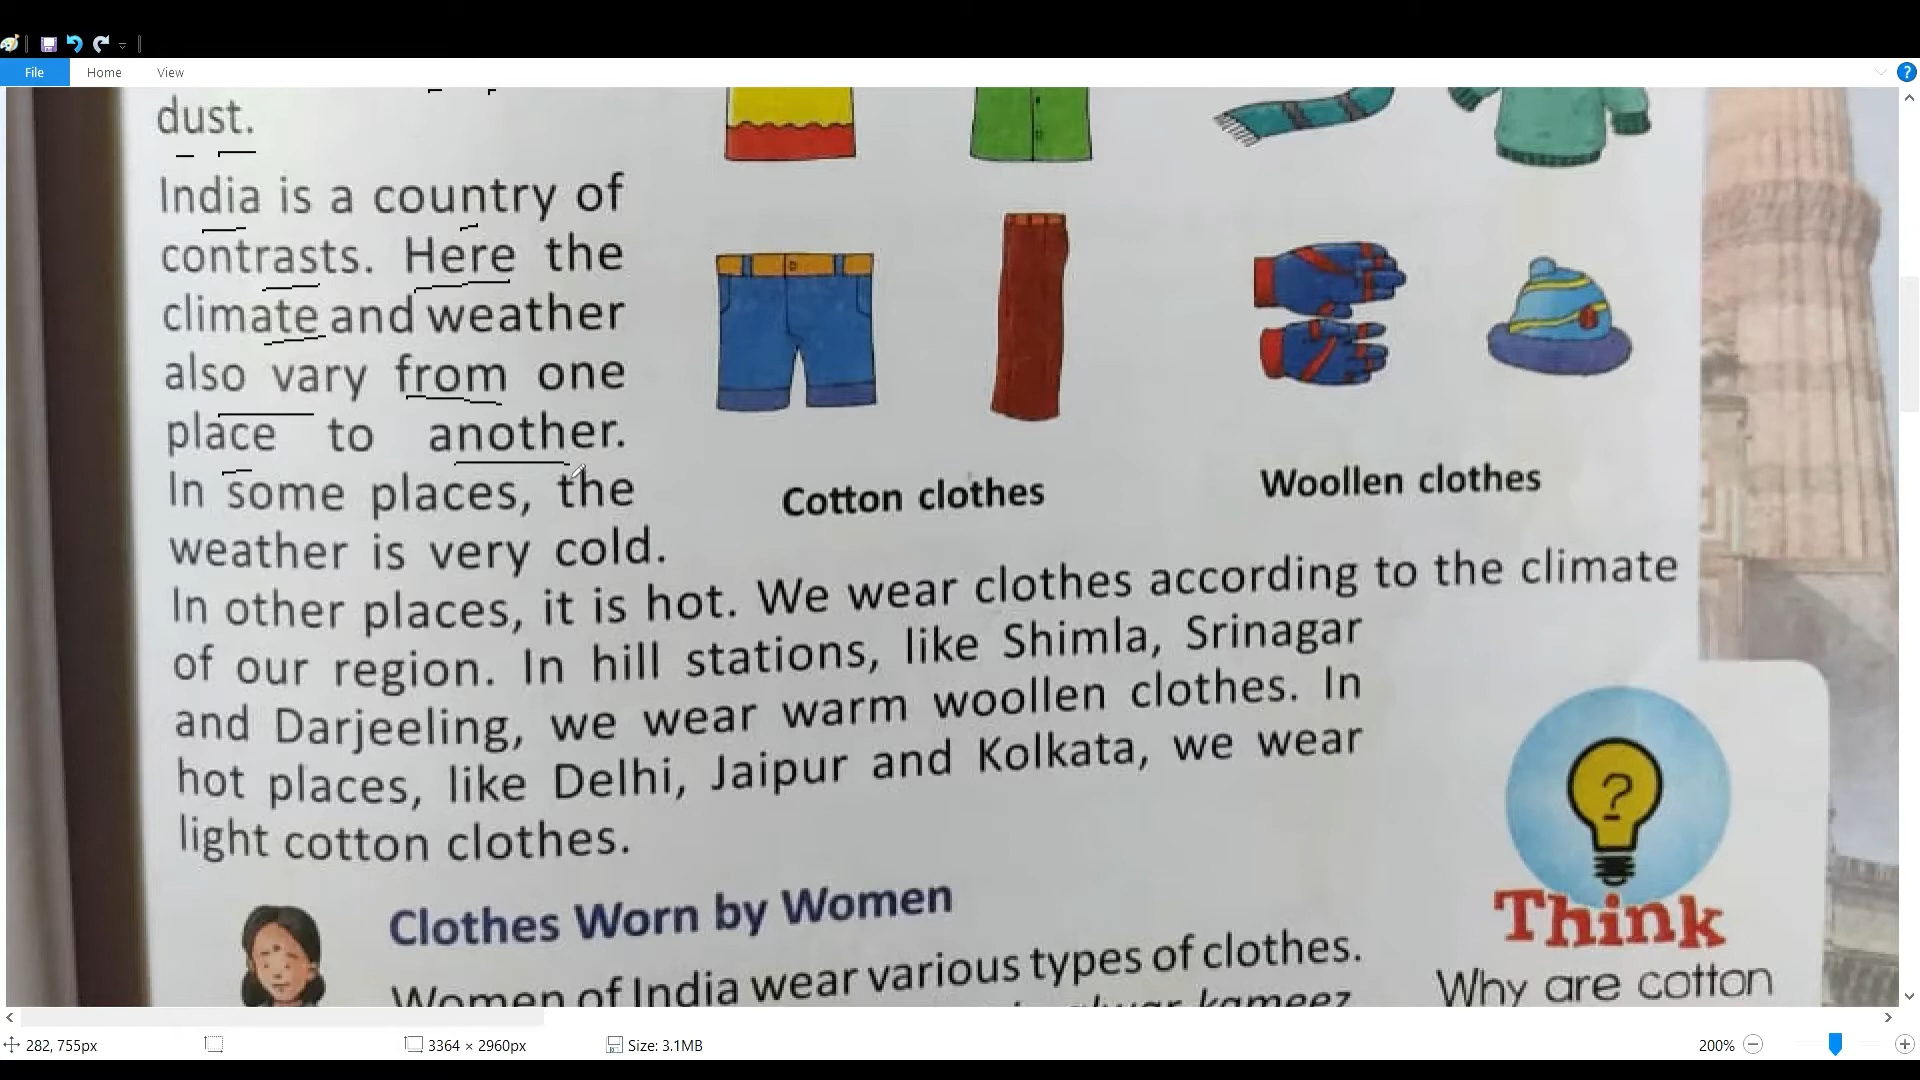 File Home View
dust.
India is a country of
contrasts. Here the
climate and weather
also vary from one
place to another.
In some places, the
weather is very cold.
In other places, it is hot. We wear clothes according to the climate
of our region. In hill stations, like Shimla, Srinagar
and Darjeeling, we wear warm woollen clothes. In
hot places, like Delhi, Jaipur and Kolkata, we wear
light cotton clothes.
Cotton clothes
Woollen clothes
Clothes Worn by Women
Women of India wear various types of clothes.
kameez
?
Think
Why are cotton
282, 755px 3364 × 2960px Size: 3.1MB 200%